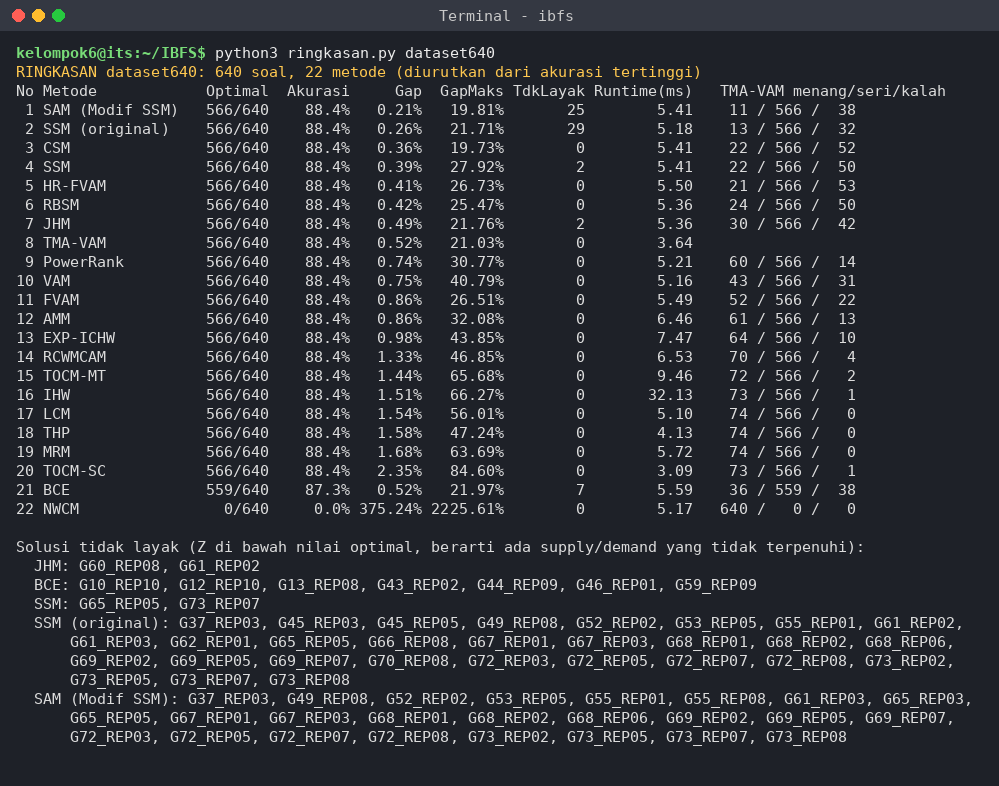 Terminal - ibfs
kelompok6@its:~/IBFS$ python3 ringkasan.py dataset640
RINGKASAN dataset640: 640 soal, 22 metode (diurutkan dari akurasi tertinggi)
No Metode Optimal Akurasi Gap GapMaks TdkLayak Runtime(ms) TMA-VAM menang/seri/kalah
1 SAM (Modif SSM) 566/640 88.4% 0.21% 19.81% 25 5.41 11 / 566 / 38
2 SSM (original) 566/640 88.4% 0.26% 21.71% 29 5.18 13 / 566 / 32
3 CSM 566/640 88.4% 0.36% 19.73% 0 5.41 22 / 566 / 52
4 SSM 566/640 88.4% 0.39% 27.92% 2 5.41 22 / 566 / 50
5 HR-FVAM 566/640 88.4% 0.41% 26.73% 0 5.50 21 / 566 / 53
6 RBSM 566/640 88.4% 0.42% 25.47% 0 5.36 24 / 566 / 50
7 JHM 566/640 88.4% 0.49% 21.76% 2 5.36 30 / 566 / 42
8 TMA-VAM 566/640 88.4% 0.52% 21.03% 0 3.64
9 PowerRank 566/640 88.4% 0.74% 30.77% 0 5.21 60 / 566 / 14
10 VAM 566/640 88.4% 0.75% 40.79% 0 5.16 43 / 566 / 31
11 FVAM 566/640 88.4% 0.86% 26.51% 0 5.49 52 / 566 / 22
12 AMM 566/640 88.4% 0.86% 32.08% 0 6.46 61 / 566 / 13
13 EXP-ICHW 566/640 88.4% 0.98% 43.85% 0 7.47 64 / 566 / 10
14 RCWMCAM 566/640 88.4% 1.33% 46.85% 0 6.53 70 / 566 / 4
15 TOCM-MT 566/640 88.4% 1.44% 65.68% 0 9.46 72 / 566 / 2
16 IHW 566/640 88.4% 1.51% 66.27% 0 32.13 73 / 566 / 1
17 LCM 566/640 88.4% 1.54% 56.01% 0 5.10 74 / 566 / 0
18 THP 566/640 88.4% 1.58% 47.24% 0 4.13 74 / 566 / 0
19 MRM 566/640 88.4% 1.68% 63.69% 0 5.72 74 / 566 / 0
20 TOCM-SC 566/640 88.4% 2.35% 84.60% 0 3.09 73 / 566 / 1
21 BCE 559/640 87.3% 0.52% 21.97% 7 5.59 36 / 559 / 38
22 NWCM 0/640 0.0% 375.24% 2225.61% 0 5.17 640 / 0 / 0
Solusi tidak layak (Z di bawah nilai optimal, berarti ada supply/demand yang tidak terpenuhi):
JHM: G60_REP08, G61_REP02
BCE: G10_REP10, G12_REP10, G13_REP08, G43_REP02, G44_REP09, G46_REP01, G59_REP09
SSM: G65_REP05, G73_REP07
SSM (original): G37_REP03, G45_REP03, G45_REP05, G49_REP08, G52_REP02, G53_REP05, G55_REP01, G61_REP02,
G61_REP03, G62_REP01, G65_REP05, G66_REP08, G67_REP01, G67_REP03, G68_REP01, G68_REP02, G68_REP06,
G69_REP02, G69_REP05, G69_REP07, G70_REP08, G72_REP03, G72_REP05, G72_REP07, G72_REP08, G73_REP02,
G73_REP05, G73_REP07, G73_REP08
SAM (Modif SSM): G37_REP03, G49_REP08, G52_REP02, G53_REP05, G55_REP01, G55_REP08, G61_REP03, G65_REP03,
G65_REP05, G67_REP01, G67_REP03, G68_REP01, G68_REP02, G68_REP06, G69_REP02, G69_REP05, G69_REP07,
G72_REP03, G72_REP05, G72_REP07, G72_REP08, G73_REP02, G73_REP05, G73_REP07, G73_REP08